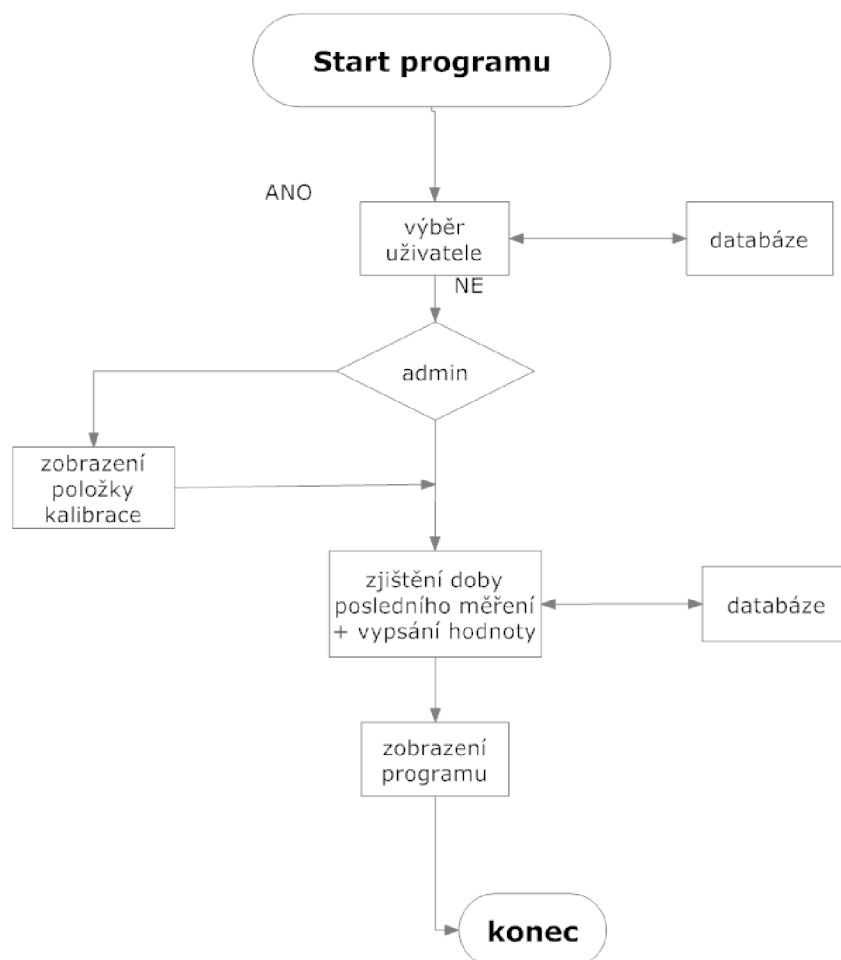 Start programu
ANO
výběr
uživatele
databáze
NE
admin
zobrazení
položky
kalibrace
zjištění doby
posledního měření
+ vypsání hodnoty
databáze
zobrazení
programu
konec